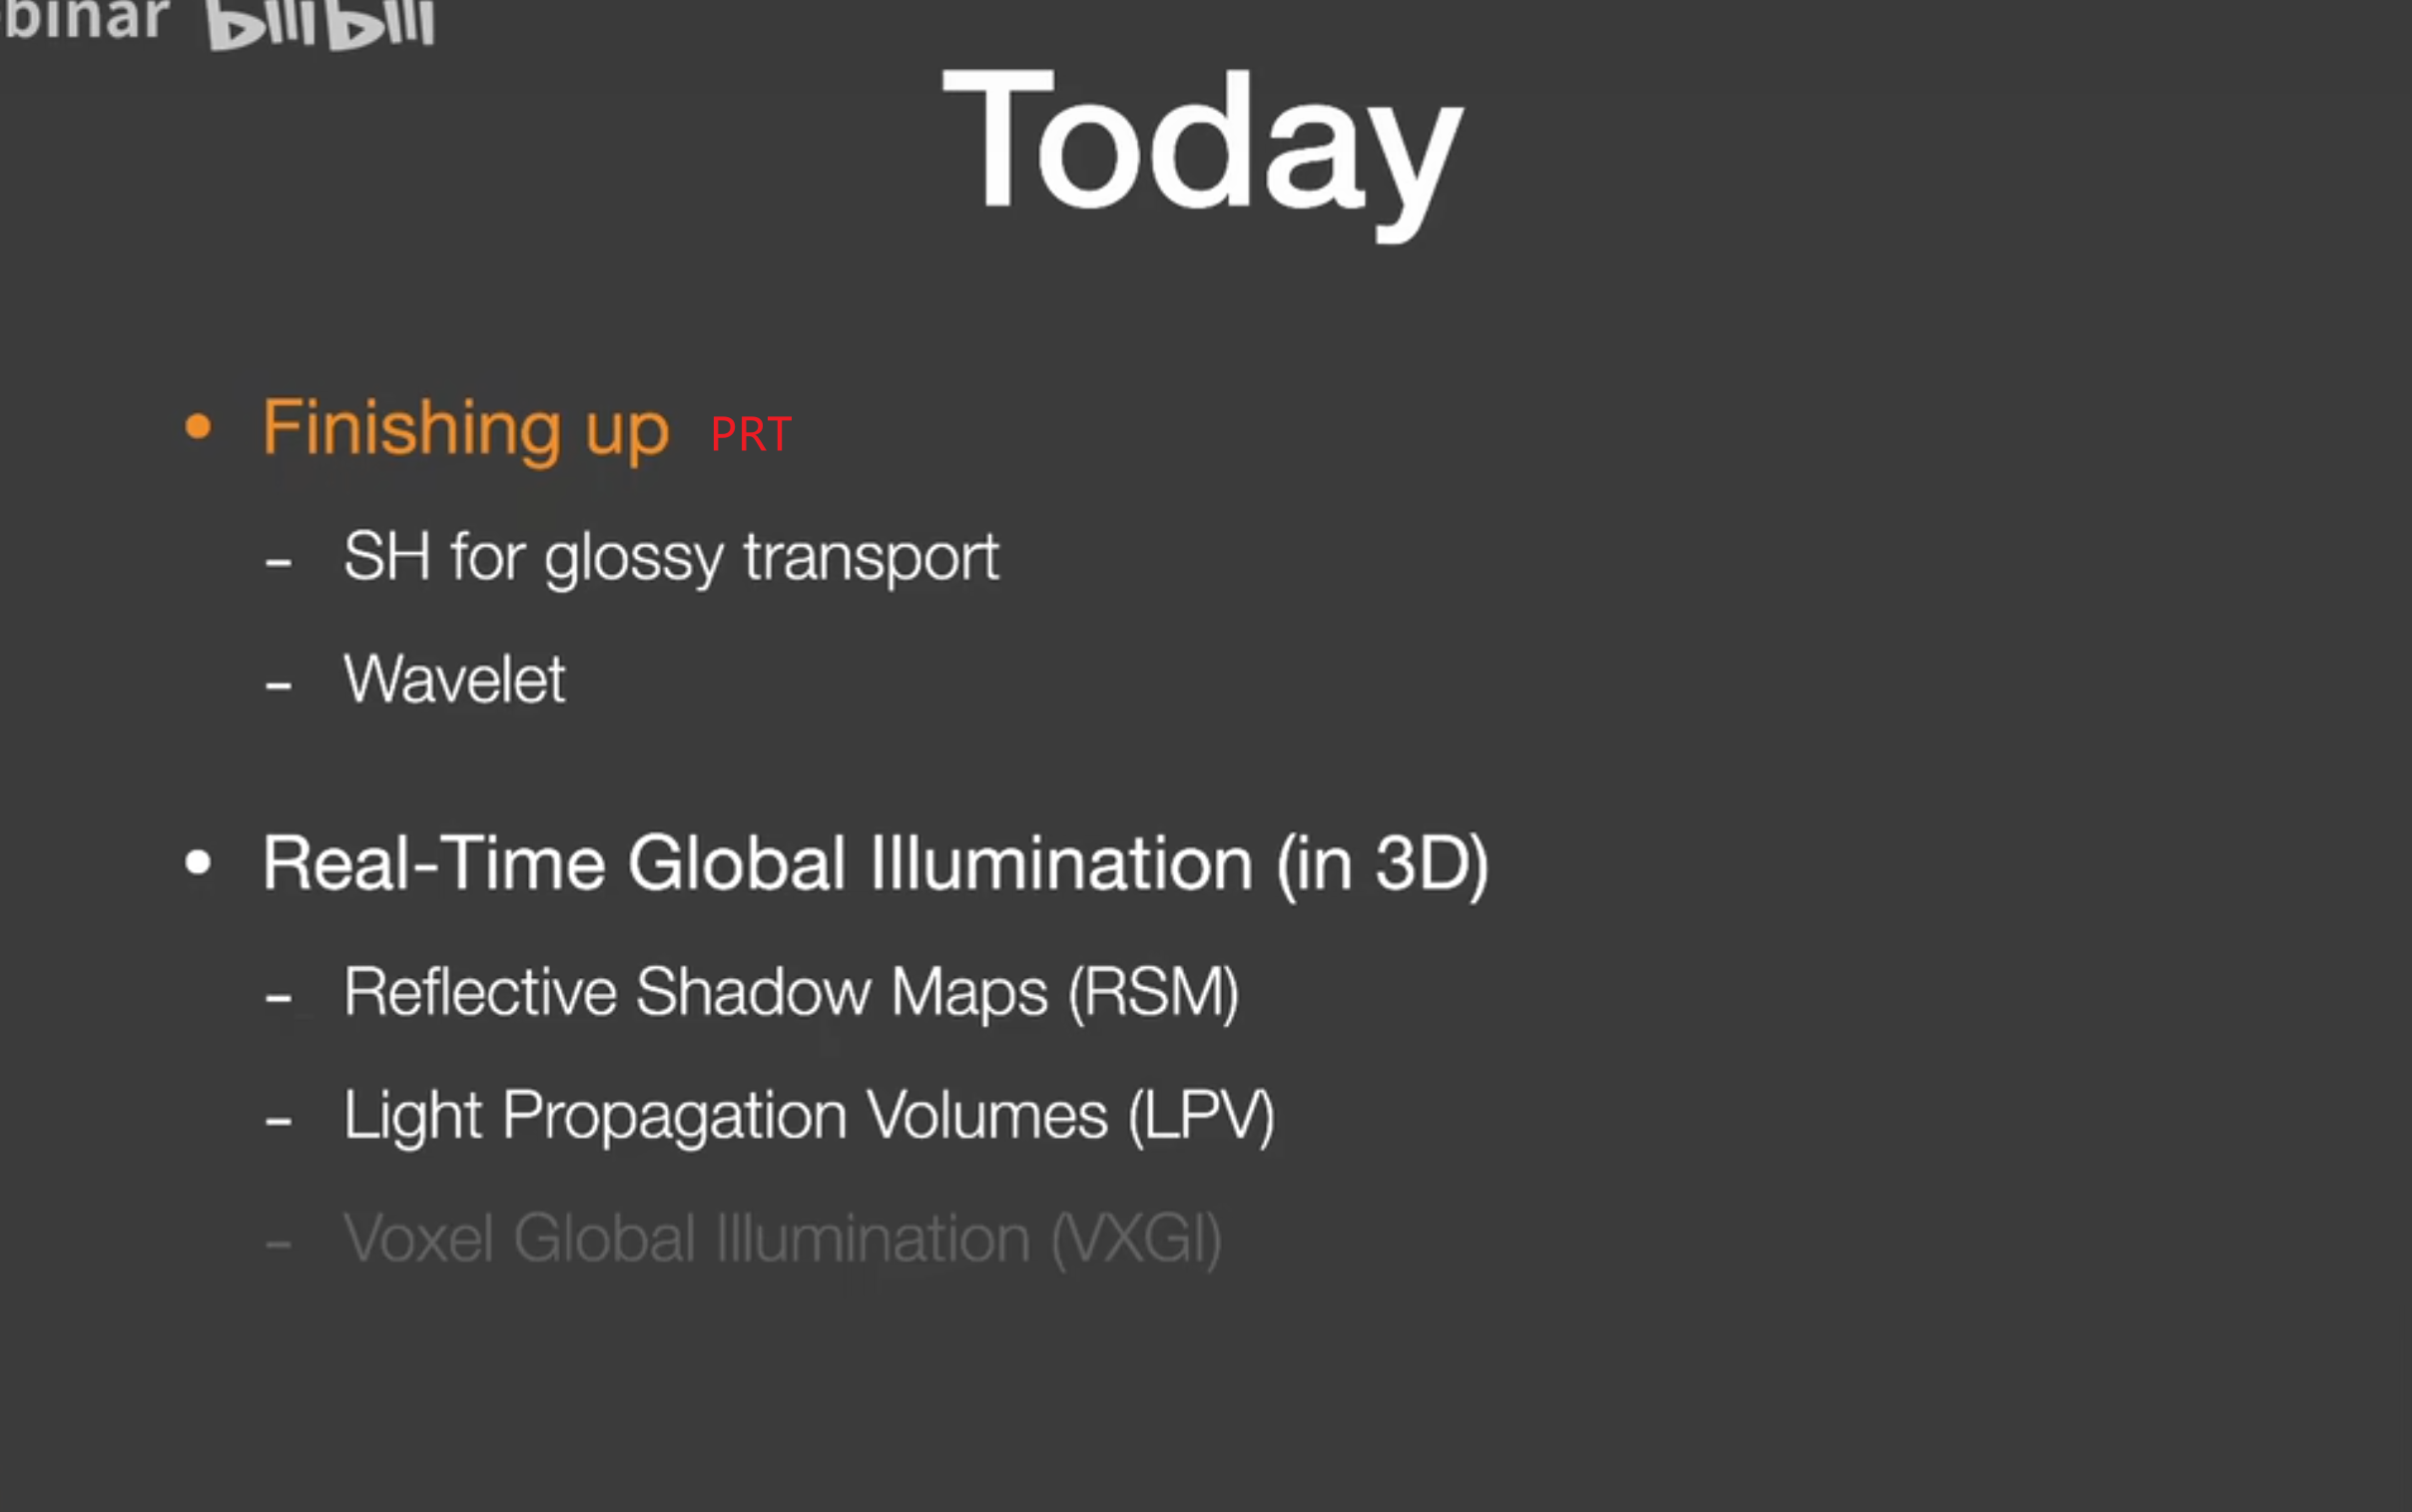 binar bilibili
Today
• Finishing up PRT
- SH for glossy transport
- Wavelet
• Real-Time Global Illumination (in 3D)
- Reflective Shadow Maps (RSM)
- Light Propagation Volumes (LPV)
- Voxel Global Illumination (VXGI)